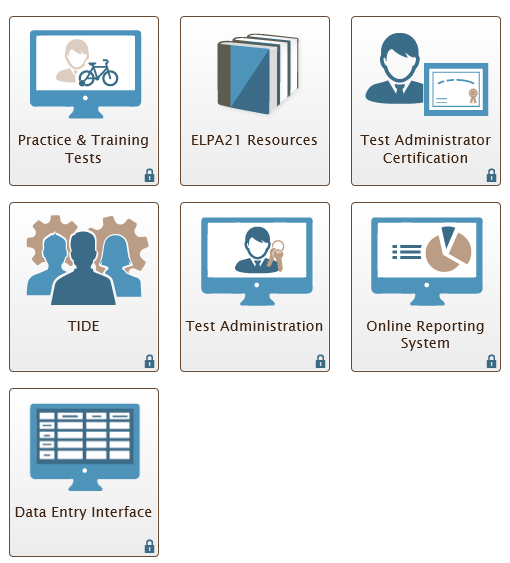 Practice & Training
Tests
ELPA21 Resources
Test Administrator
Certification
TIDE
Test Administration
Online Reporting
System
Data Entry Interface